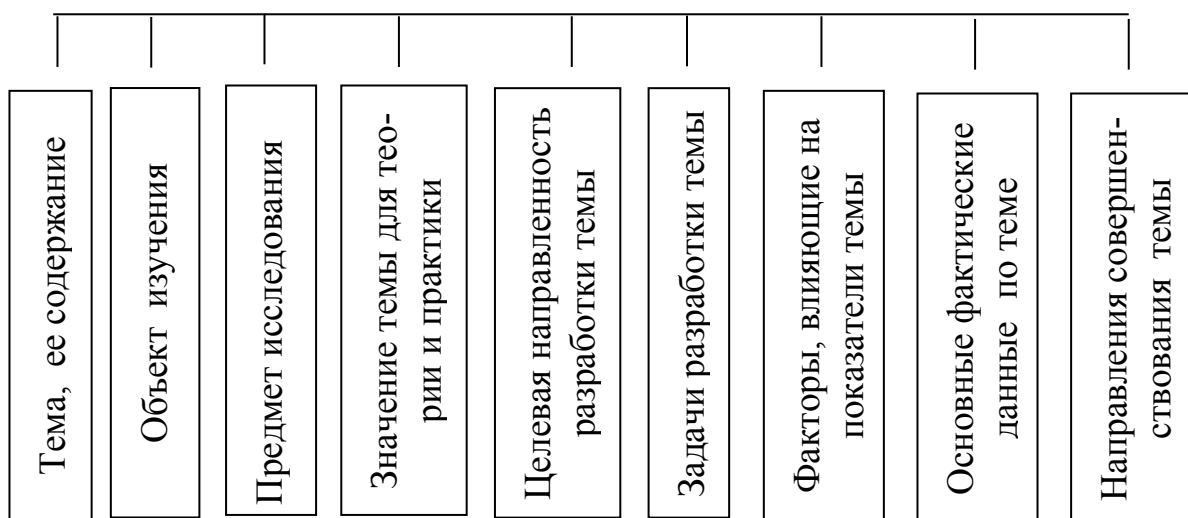 Тема, ее содержание
Объект изучения
Предмет исследования
Значение темы для тео-
рии и практики
Целевая направленность
разработки темы
Задачи разработки темы
Факторы, влияющие на
показатели темы
Основные фактические
данные по теме
Направления совершен-
ствования темы